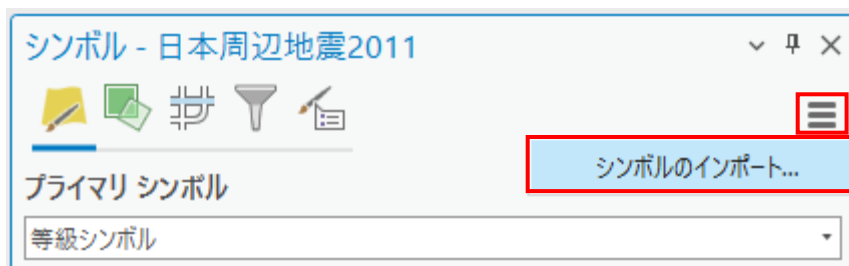 シンボル - 日本周辺地震2011
シンボルのインポート...
プライマリ シンボル
等級シンボル